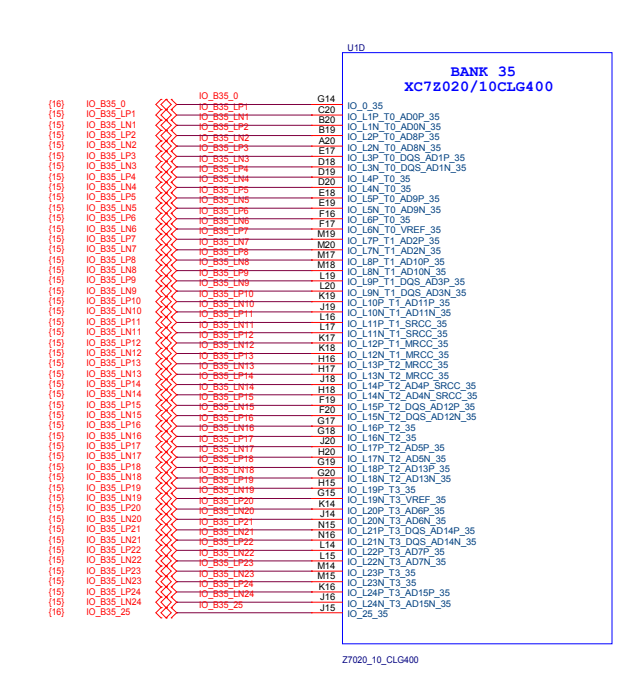 U1D
BANK 35
XC7Z020/10CLG400
{16} IO_B35_0 IO_B35_0 G14 IO_0_35
{15} IO_B35_LP1 IO_B35_LP1 C20 IO_L1P_T0_AD0P_35
{15} IO_B35_LN1 IO_B35_LN1 B20 IO_L1N_T0_AD0N_35
{15} IO_B35_LP2 IO_B35_LP2 B19 IO_L2P_T0_AD8P_35
{15} IO_B35_LN2 IO_B35_LN2 A20 IO_L2N_T0_AD8N_35
{15} IO_B35_LP3 IO_B35_LP3 E17 IO_L3P_T0_DQS_AD1P_35
{15} IO_B35_LN3 IO_B35_LN3 D18 IO_L3N_T0_DQS_AD1N_35
{15} IO_B35_LP4 IO_B35_LP4 D19 IO_L4P_T0_35
{15} IO_B35_LN4 IO_B35_LN4 D20 IO_L4N_T0_35
{15} IO_B35_LP5 IO_B35_LP5 E18 IO_L5P_T0_AD9P_35
{15} IO_B35_LN5 IO_B35_LN5 E19 IO_L5N_T0_AD9N_35
{15} IO_B35_LP6 IO_B35_LP6 F16 IO_L6P_T0_35
{15} IO_B35_LN6 IO_B35_LN6 F17 IO_L6N_T0_VREF_35
{15} IO_B35_LP7 IO_B35_LP7 M19 IO_L7P_T1_AD2P_35
{15} IO_B35_LN7 IO_B35_LN7 M20 IO_L7N_T1_AD2N_35
{15} IO_B35_LP8 IO_B35_LP8 M17 IO_L8P_T1_AD10P_35
{15} IO_B35_LN8 IO_B35_LN8 M18 IO_L8N_T1_AD10N_35
{15} IO_B35_LP9 IO_B35_LP9 L19 IO_L9P_T1_DQS_AD3P_35
{15} IO_B35_LN9 IO_B35_LN9 L20 IO_L9N_T1_DQS_AD3N_35
{15} IO_B35_LP10 IO_B35_LP10 K19 IO_L10P_T1_AD11P_35
{15} IO_B35_LN10 IO_B35_LN10 J19 IO_L10N_T1_AD11N_35
{15} IO_B35_LP11 IO_B35_LP11 L16 IO_L11P_T1_SRCC_35
{15} IO_B35_LN11 IO_B35_LN11 L17 IO_L11N_T1_SRCC_35
{15} IO_B35_LP12 IO_B35_LP12 K17 IO_L12P_T1_MRCC_35
{15} IO_B35_LN12 IO_B35_LN12 K18 IO_L12N_T1_MRCC_35
{15} IO_B35_LP13 IO_B35_LP13 H16 IO_L13P_T2_MRCC_35
{15} IO_B35_LN13 IO_B35_LN13 H17 IO_L13N_T2_MRCC_35
{15} IO_B35_LP14 IO_B35_LP14 J18 IO_L14P_T2_AD4P_SRCC_35
{15} IO_B35_LN14 IO_B35_LN14 H18 IO_L14N_T2_AD4N_SRCC_35
{15} IO_B35_LP15 IO_B35_LP15 F19 IO_L15P_T2_DQS_AD12P_35
{15} IO_B35_LN15 IO_B35_LN15 F20 IO_L15N_T2_DQS_AD12N_35
{15} IO_B35_LP16 IO_B35_LP16 G17 IO_L16P_T2_35
{15} IO_B35_LN16 IO_B35_LN16 G18 IO_L16N_T2_35
{15} IO_B35_LP17 IO_B35_LP17 J20 IO_L17P_T2_AD5P_35
{15} IO_B35_LN17 IO_B35_LN17 H20 IO_L17N_T2_AD5N_35
{15} IO_B35_LP18 IO_B35_LP18 G19 IO_L18P_T2_AD13P_35
{15} IO_B35_LN18 IO_B35_LN18 G20 IO_L18N_T2_AD13N_35
{15} IO_B35_LP19 IO_B35_LP19 H15 IO_L19P_T3_35
{15} IO_B35_LN19 IO_B35_LN19 G15 IO_L19N_T3_VREF_35
{15} IO_B35_LP20 IO_B35_LP20 K14 IO_L20P_T3_AD6P_35
{15} IO_B35_LN20 IO_B35_LN20 J14 IO_L20N_T3_AD6N_35
{15} IO_B35_LP21 IO_B35_LP21 N15 IO_L21P_T3_DQS_AD14P_35
{15} IO_B35_LN21 IO_B35_LN21 N16 IO_L21N_T3_DQS_AD14N_35
{15} IO_B35_LP22 IO_B35_LP22 L14 IO_L22P_T3_AD7P_35
{15} IO_B35_LN22 IO_B35_LN22 L15 IO_L22N_T3_AD7N_35
{15} IO_B35_LP23 IO_B35_LP23 M14 IO_L23P_T3_35
{15} IO_B35_LN23 IO_B35_LN23 M15 IO_L23N_T3_35
{15} IO_B35_LP24 IO_B35_LP24 K16 IO_L24P_T3_AD15P_35
{15} IO_B35_LN24 IO_B35_LN24 J16 IO_L24N_T3_AD15N_35
{16} IO_B35_25 IO_B35_25 J15 IO_25_35
Z7020_10_CLG400